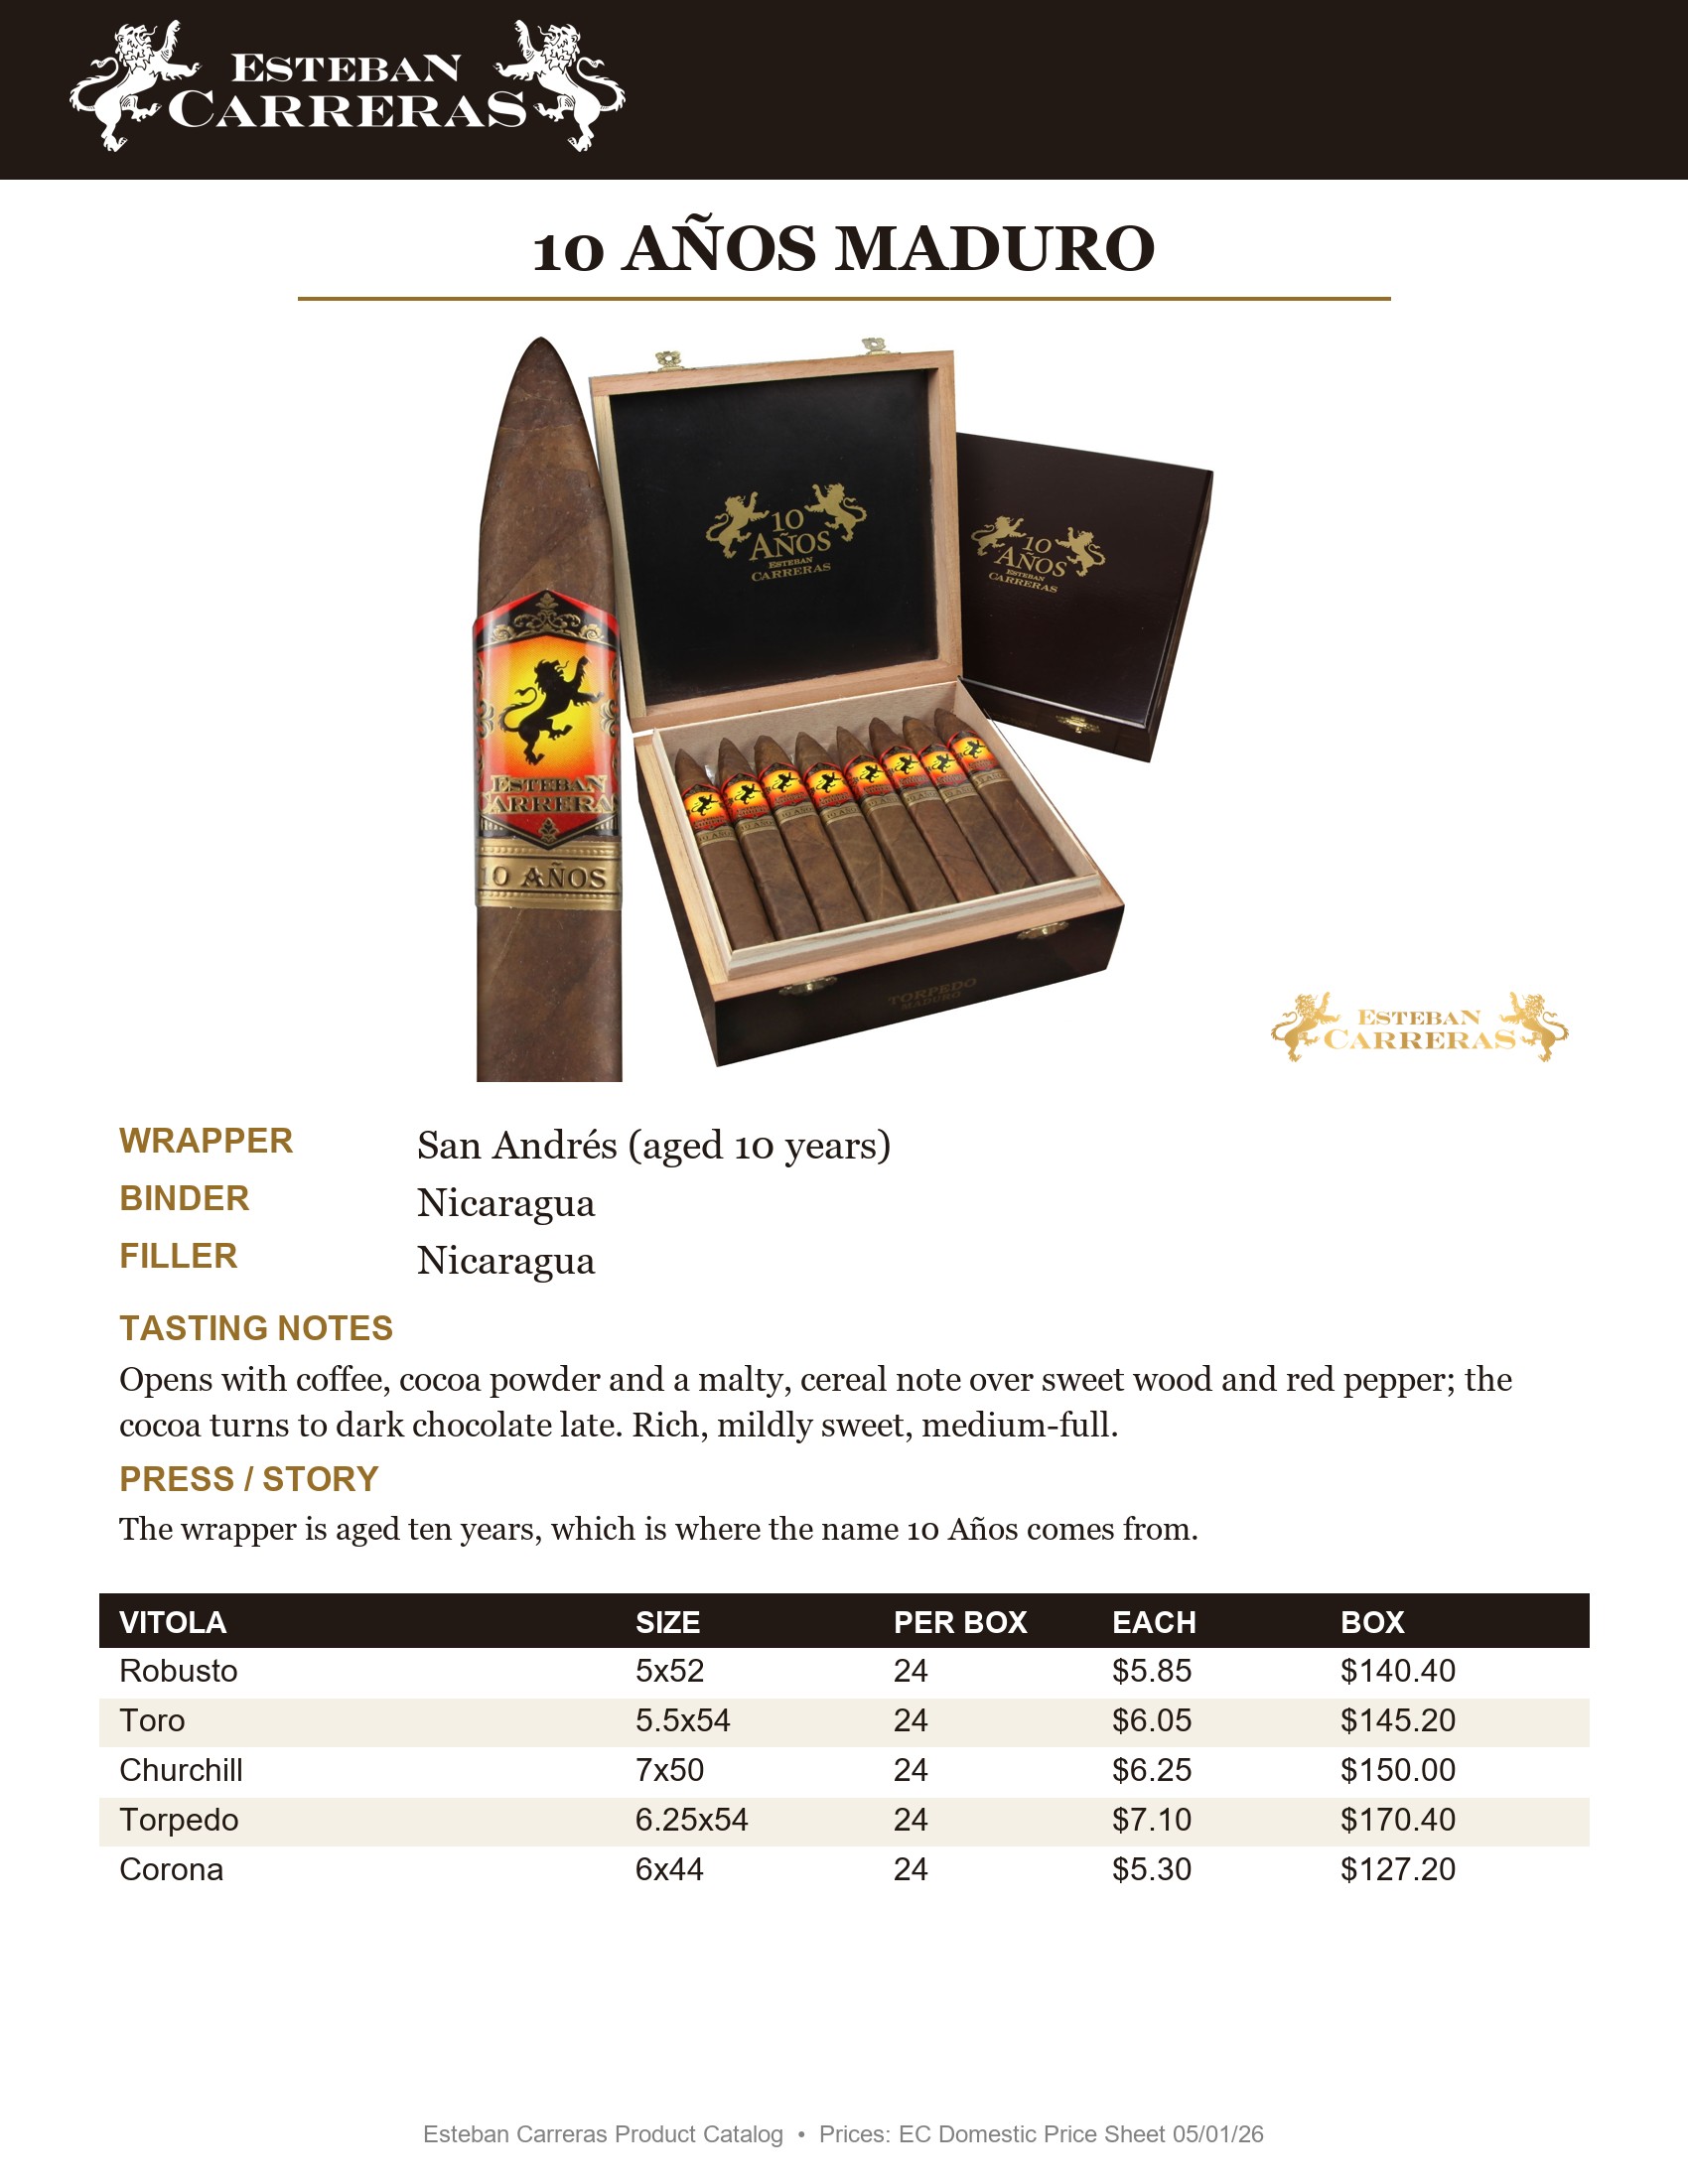 ESTEBAN
CARRERAS
10 AÑOS MADURO
10
AÑOS
ESTEBAN
CARRERAS
10
AÑOS
ESTEBAN
CARRERAS
ESTEBAN
CARRERA
10 AÑOS
TORPEDO
MADURO
ESTEBAN
CARRERAS
WRAPPER San Andrés (aged 10 years)
BINDER Nicaragua
FILLER Nicaragua
TASTING NOTES
Opens with coffee, cocoa powder and a malty, cereal note over sweet wood and red pepper; the
cocoa turns to dark chocolate late. Rich, mildly sweet, medium-full.
PRESS / STORY
The wrapper is aged ten years, which is where the name 10 Años comes from.
VITOLA SIZE PER BOX EACH BOX
Robusto 5x52 24 $5.85 $140.40
Toro 5.5x54 24 $6.05 $145.20
Churchill 7x50 24 $6.25 $150.00
Torpedo 6.25x54 24 $7.10 $170.40
Corona 6x44 24 $5.30 $127.20
Esteban Carreras Product Catalog • Prices: EC Domestic Price Sheet 05/01/26